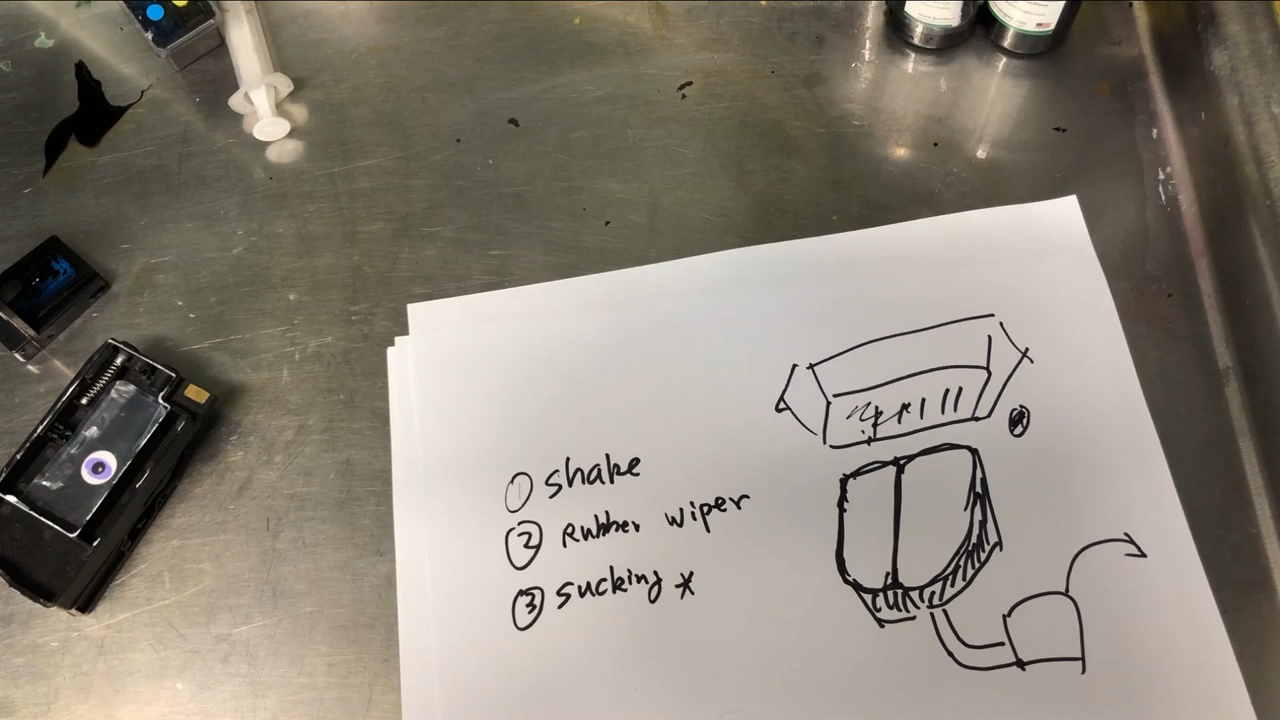 ① shake
② Rubber wiper
③ sucking *